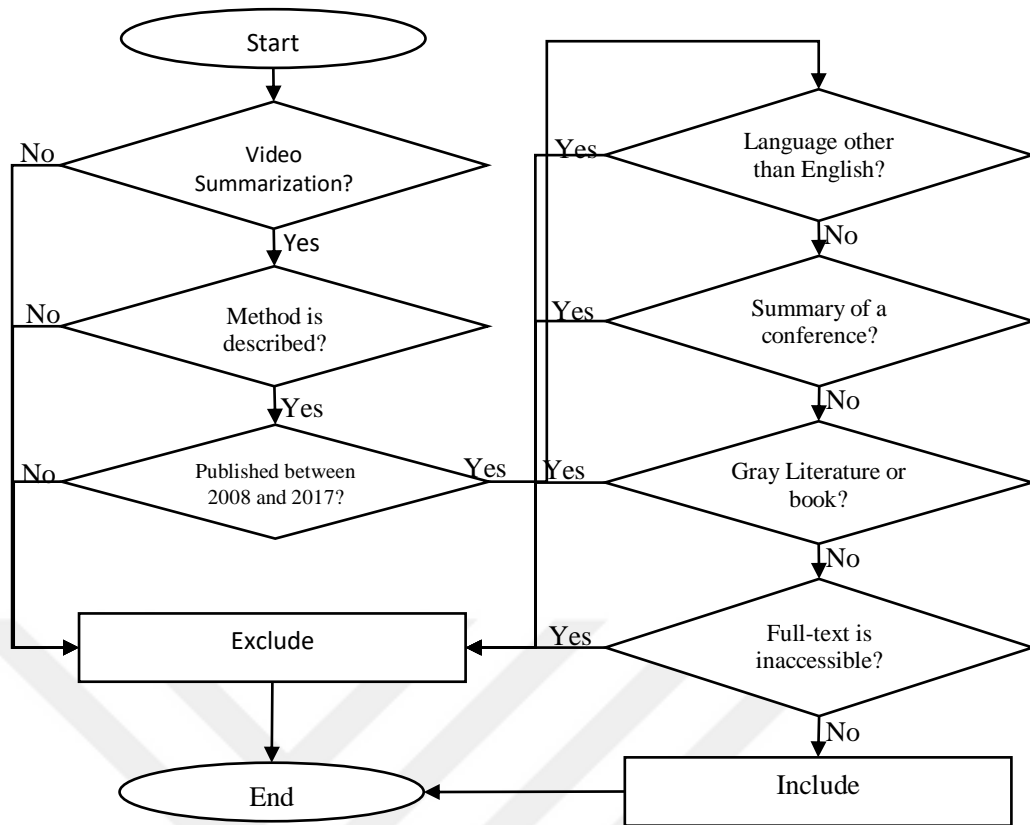 Start
No
Video
Summarization?
Yes
No
Method is
described?
Yes
No
Published between
2008 and 2017?
Yes
Exclude
End
Yes
Language other
than English?
No
Yes
Summary of a
conference?
No
Yes
Gray Literature or
book?
No
Yes
Full-text is
inaccessible?
No
Include